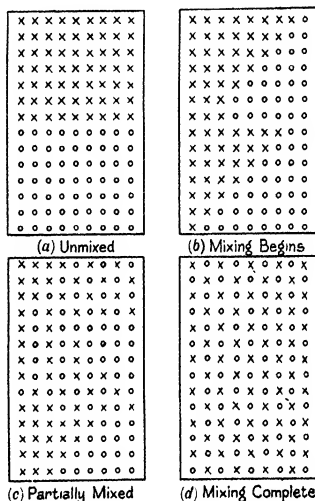 (a) Unmixed
(b) Mixing Begins
(c) Partially Mixed
(d) Mixing Complete